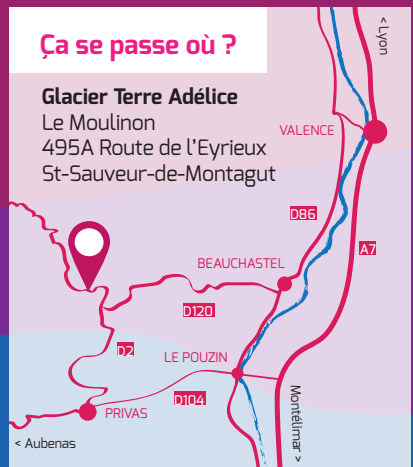 Ça se passe où ?
Glacier Terre Adélice
Le Moulinon
495A Route de l'Eyrieux
St-Sauveur-de-Montagut
< Lyon
VALENCE
D86
A7
BEAUCHASTEL
D120
D2
LE POUZIN
D104
PRIVAS
Montélimar >
< Aubenas